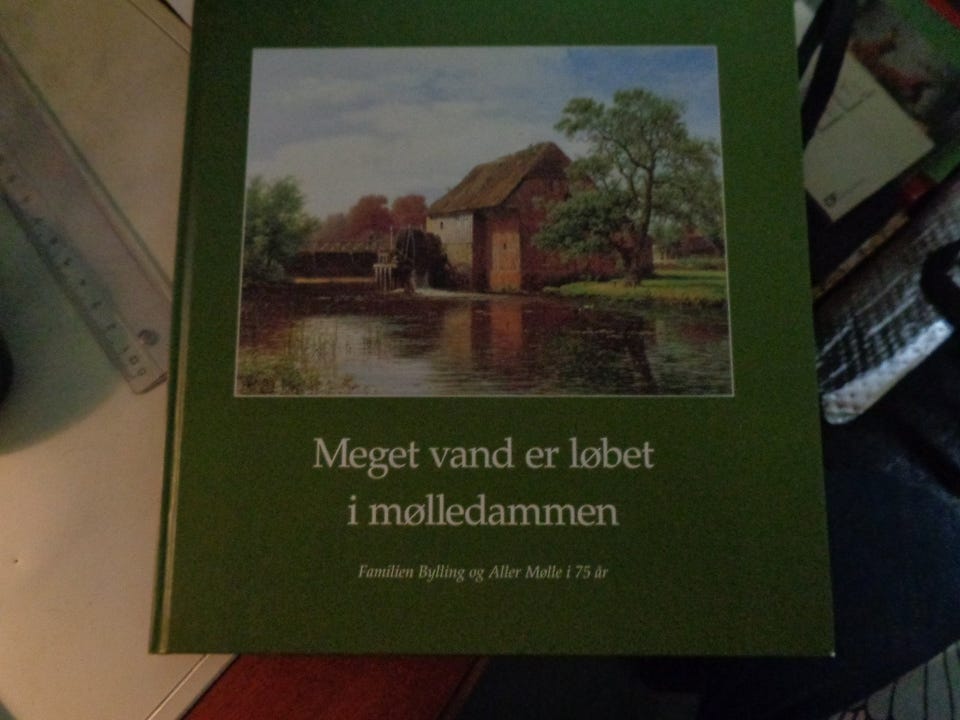 Meget vand er løbet
i mølledammen
Familien Bylling og Aller Mølle i 75 år